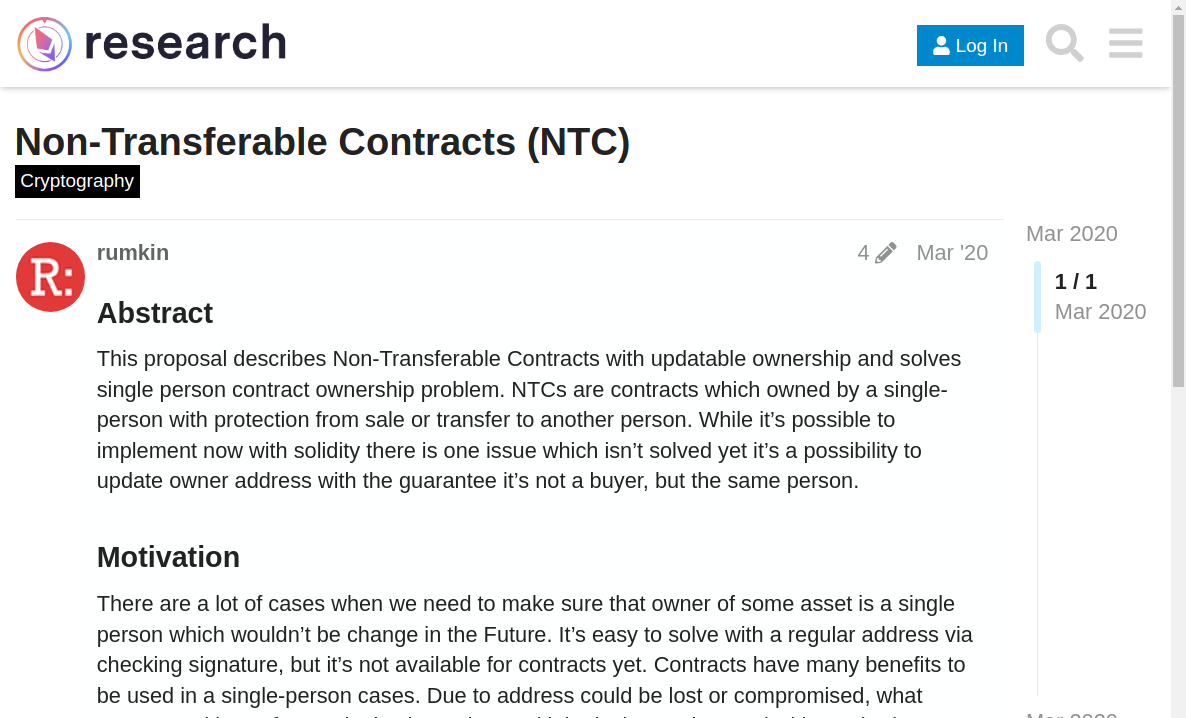 research
Log In
Non-Transferable Contracts (NTC)
Cryptography
Mar 2020
rumkin
4
Mar '20
1 / 1
Mar 2020
Abstract
This proposal describes Non-Transferable Contracts with updatable ownership and solves
single person contract ownership problem. NTCs are contracts which owned by a single-
person with protection from sale or transfer to another person. While it’s possible to
implement now with solidity there is one issue which isn’t solved yet it’s a possibility to
update owner address with the guarantee it’s not a buyer, but the same person.
Motivation
There are a lot of cases when we need to make sure that owner of some asset is a single
person which wouldn’t be change in the Future. It’s easy to solve with a regular address via
checking signature, but it’s not available for contracts yet. Contracts have many benefits to
be used in a single-person cases. Due to address could be lost or compromised, what